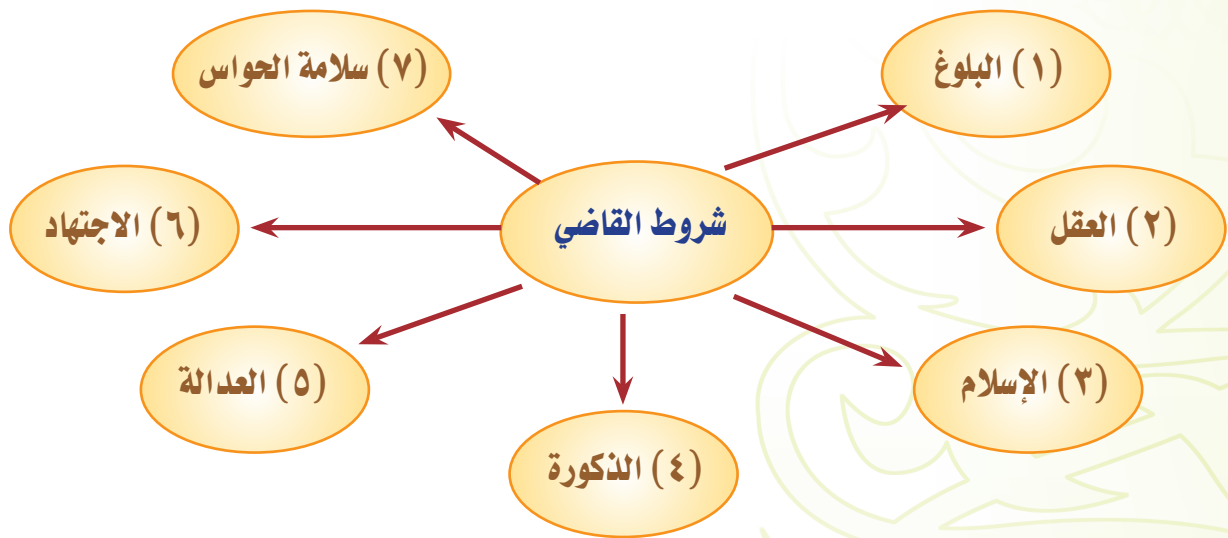 شروط القاضي
(١) البلوغ
(٢) العقل
(٣) الإسلام
(٤) الذكورة
(٥) العدالة
(٦) الاجتهاد
(٧) سلامة الحواس